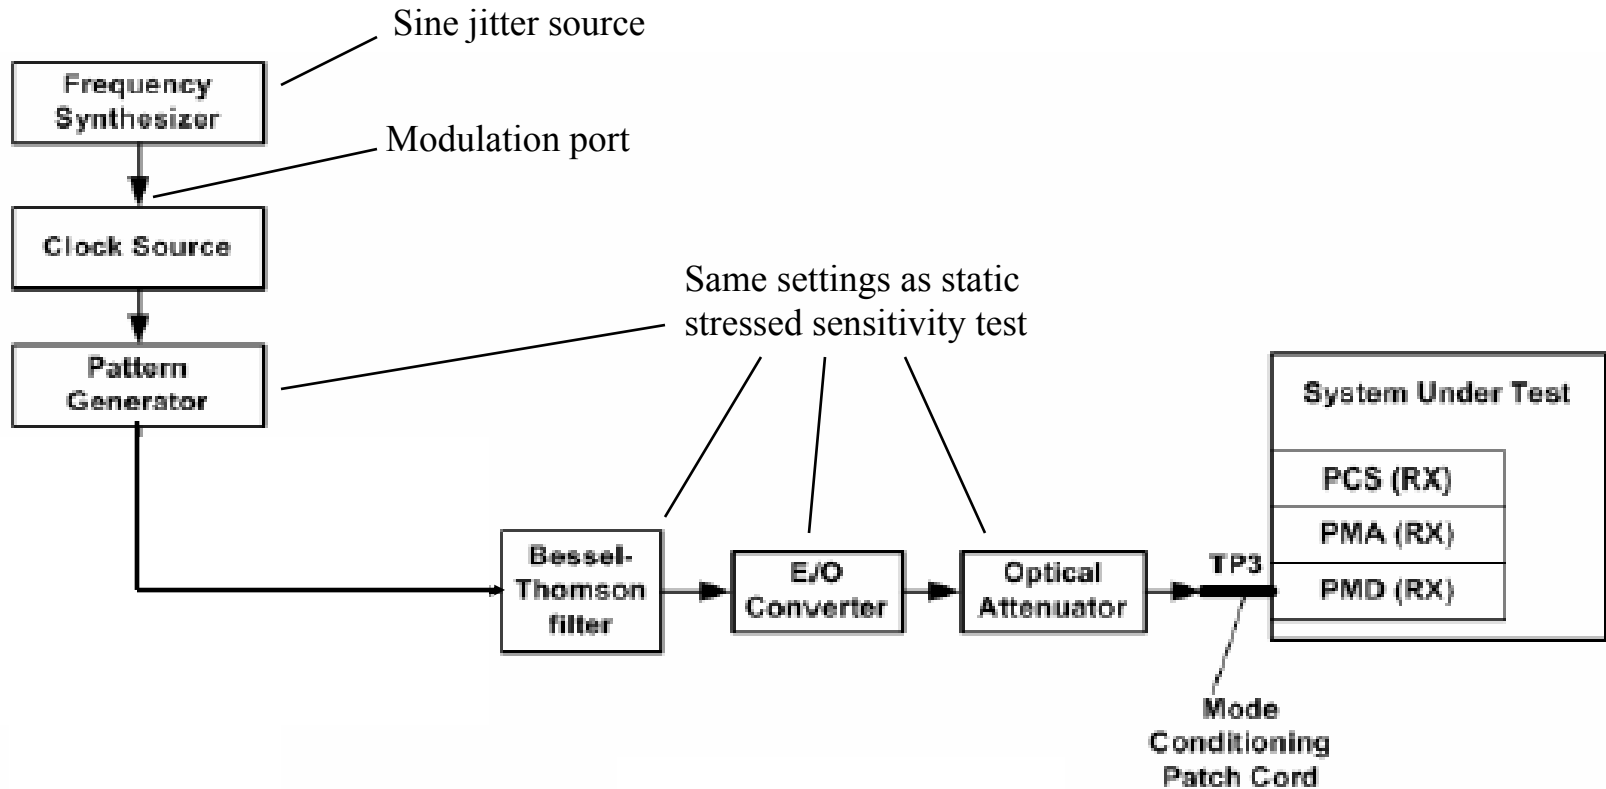 Sine jitter source
Frequency
Synthesizer
Modulation port
Clock Source
Same settings as static
stressed sensitivity test
Pattern
Generator
System Under Test
PCS (RX)
PMA (RX)
PMD (RX)
Bessel-
Thomson
filter
E/O
Converter
Optical
Attenuator
TP3
Mode
Conditioning
Patch Cord